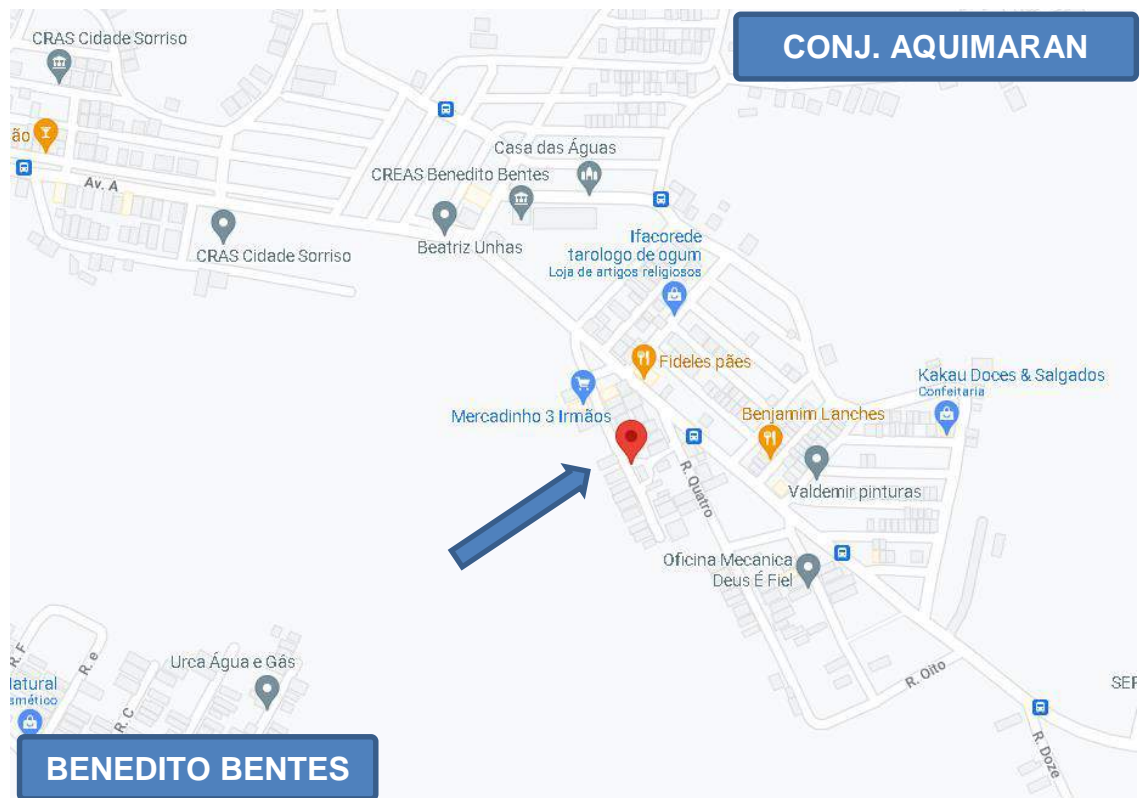 CRAS Cidade Sorriso
CONJ. AQUIMARAN
ão
Av. A
Casa das Águas
CREAS Benedito Bentes
Beatriz Unhas
CRAS Cidade Sorriso
Ifacorede
tarologo de ogum
Loja de artigos religiosos
Fideles pães
Mercadinho 3 Irmãos
Kakau Doces & Salgados
Confeitaria
Benjamim Lanches
R. Quatro
Valdemir pinturas
Oficina Mecanica
Deus É Fiel
R. F
R. e
Urca Água e Gás
R. Oito
latural
smético
R. C
SEF
R. Doze
BENEDITO BENTES